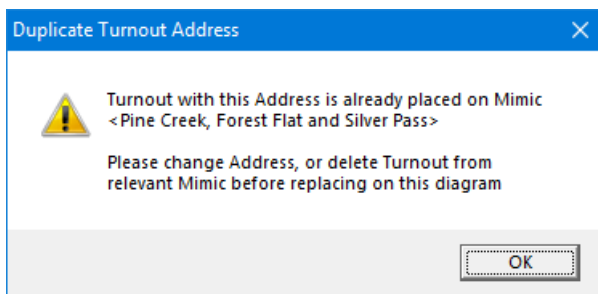 Duplicate Turnout Address
Turnout with this Address is already placed on Mimic
<Pine Creek, Forest Flat and Silver Pass>
Please change Address, or delete Turnout from
relevant Mimic before replacing on this diagram
OK